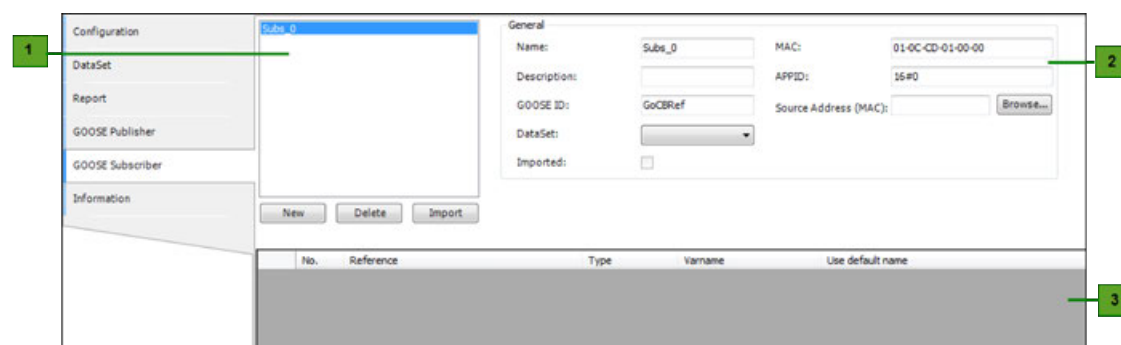 1
Configuration
DataSet
Report
GOOSE Publisher
GOOSE Subscriber
Information
Subs_0
New Delete Import
General
Name: Subs_0 MAC: 01-0C-CD-01-00-00
Description: APPID: 16#0
GOOSE ID: GoCBRef Source Address (MAC): Browse...
DataSet:
Imported:
2
No. Reference Type Varname Use default name
3